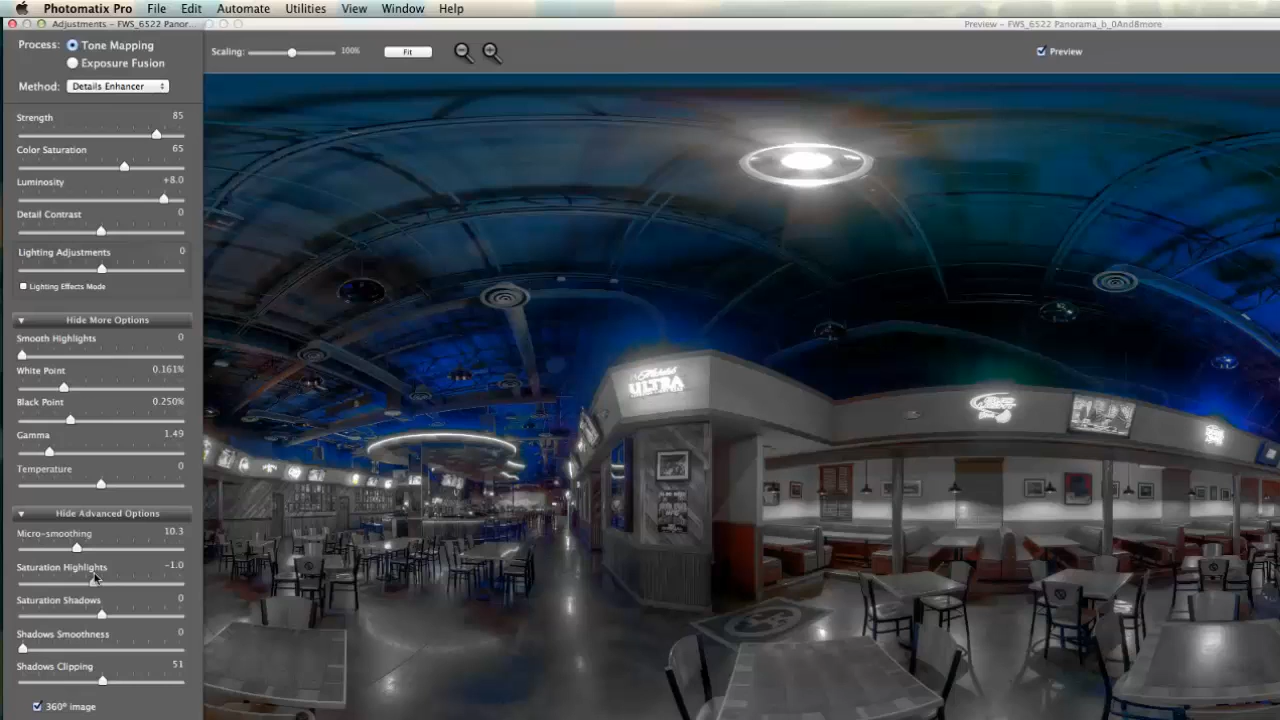 Photomatix Pro File Edit Automate Utilities View Window Help
Adjustments – FWS_6522 Panor...
Preview – FWS_6522 Panorama_b_0And8more
Process: Tone Mapping
Exposure Fusion
Method: Details Enhancer
Scaling: 100% Fit
Preview
Strength 85
Color Saturation 65
Luminosity +8.0
Detail Contrast 0
Lighting Adjustments 0
Lighting Effects Mode
Hide More Options
Smooth Highlights 0
White Point 0.161%
Black Point 0.250%
Gamma 1.49
Temperature 0
Hide Advanced Options
Micro-smoothing 10.3
Saturation Highlights -1.0
Saturation Shadows 0
Shadows Smoothness 0
Shadows Clipping 51
360° image
ULTRA